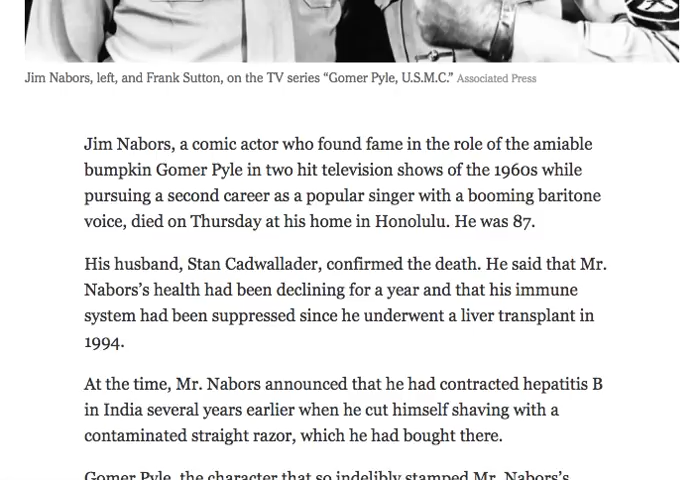 Jim Nabors, left, and Frank Sutton, on the TV series “Gomer Pyle, U.S.M.C.” Associated Press
Jim Nabors, a comic actor who found fame in the role of the amiable
bumpkin Gomer Pyle in two hit television shows of the 1960s while
pursuing a second career as a popular singer with a booming baritone
voice, died on Thursday at his home in Honolulu. He was 87.
His husband, Stan Cadwallader, confirmed the death. He said that Mr.
Nabors’s health had been declining for a year and that his immune
system had been suppressed since he underwent a liver transplant in
1994.
At the time, Mr. Nabors announced that he had contracted hepatitis B
in India several years earlier when he cut himself shaving with a
contaminated straight razor, which he had bought there.
Gomer Pyle, the character that so indelibly stamped Mr. Nabors’s